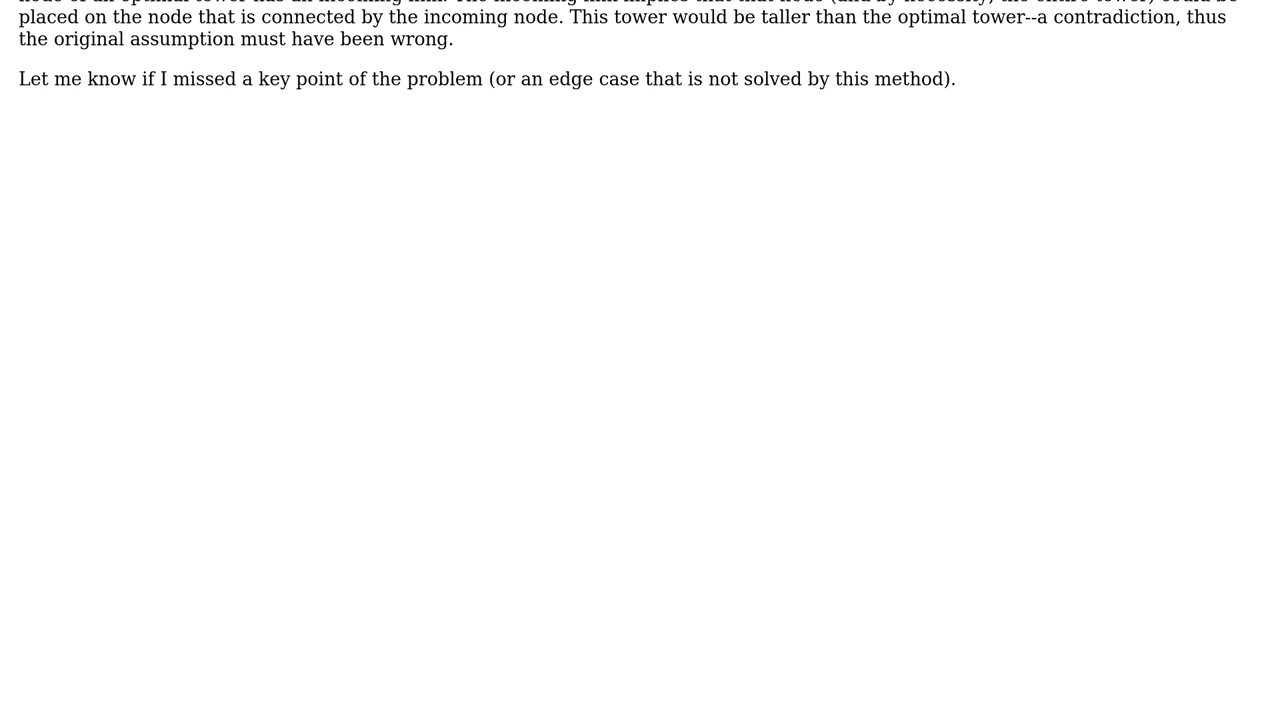 placed on the node that is connected by the incoming node. This tower would be taller than the optimal tower--a contradiction, thus
the original assumption must have been wrong.
Let me know if I missed a key point of the problem (or an edge case that is not solved by this method).